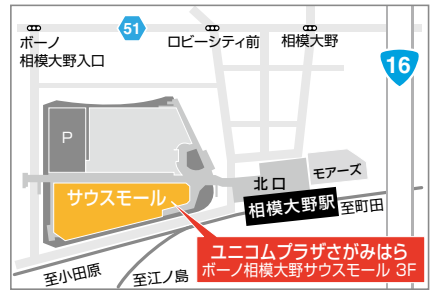 51
ボーノ
相模大野入口
ロビーシティ前
相模大野
16
P
サウスモール
北口
モアーズ
相模大野駅
至町田
ユニコムプラザさがみはら
ボーノ相模大野サウスモール 3F
至小田原
至江ノ島